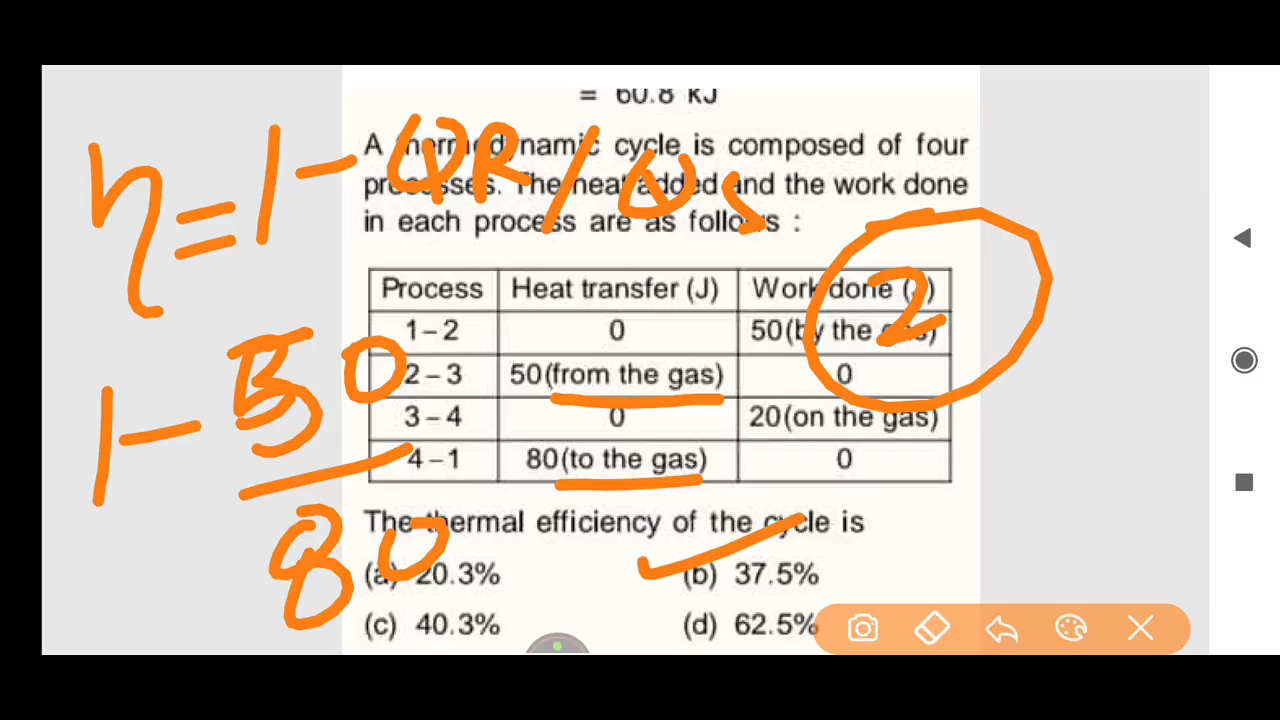 = 60.8 KJ
A thermodynamic cycle is composed of four
processes. The heat added and the work done
in each process are as follows :
η = 1 - QR / Qs
2
Process Heat transfer (J) Work done (J)
1 – 2 0 50(by the gas)
2 – 3 50(from the gas) 0
3 – 4 0 20(on the gas)
4 – 1 80(to the gas) 0
1 - 50
80
The thermal efficiency of the cycle is
(a) 20.3% (b) 37.5%
(c) 40.3% (d) 62.5%